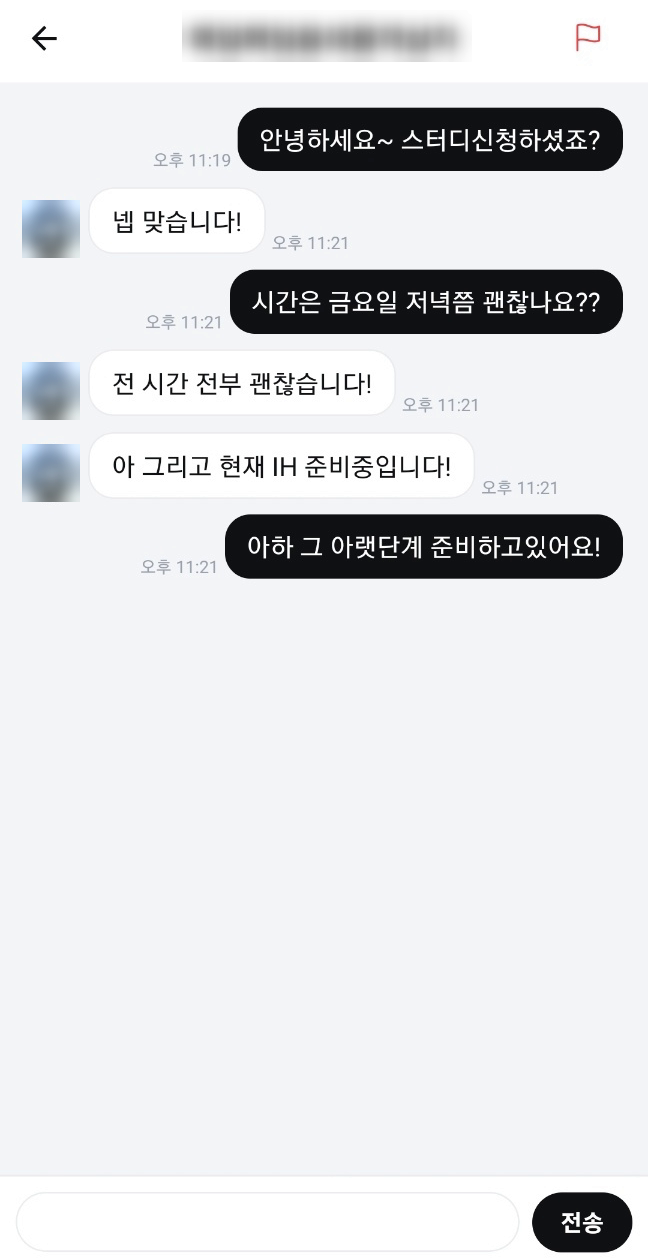 안녕하세요~ 스터디신청하셨죠?
오후 11:19
넵 맞습니다!
오후 11:21
시간은 금요일 저녁쯤 괜찮나요??
오후 11:21
전 시간 전부 괜찮습니다!
오후 11:21
아 그리고 현재 IH 준비중입니다!
오후 11:21
아하 그 아랫단계 준비하고있어요!
오후 11:21
전송